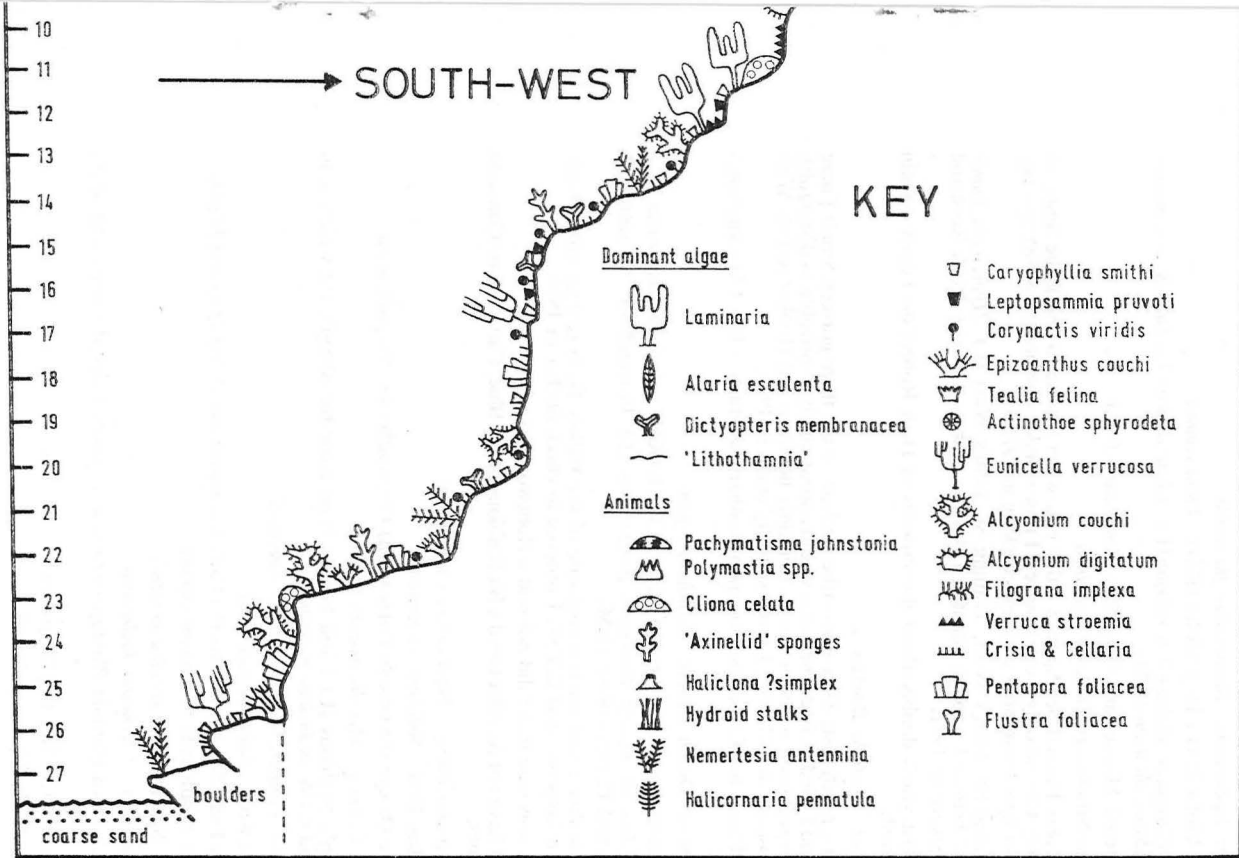 10
11
12
13
14
15
16
17
18
19
20
21
22
23
24
25
26
27
SOUTH-WEST
boulders
coarse sand
KEY
Dominant algae
Laminaria
Alaria esculenta
Dictyopteris membranacea
'Lithothamnia'
Animals
Pachymatisma johnstonia
Polymastia spp.
Cliona celata
'Axinellid' sponges
Haliclona ?simplex
Hydroid stalks
Nemertesia antennina
Halicornaria pennatula
Caryophyllia smithi
Leptopsammia pruvoti
Corynactis viridis
Epizoanthus couchi
Tealia felina
Actinothoe sphyrodeta
Eunicella verrucosa
Alcyonium couchi
Alcyonium digitatum
Filograna implexa
Verruca stroemia
Crisia & Cellaria
Pentapora foliacea
Flustra foliacea